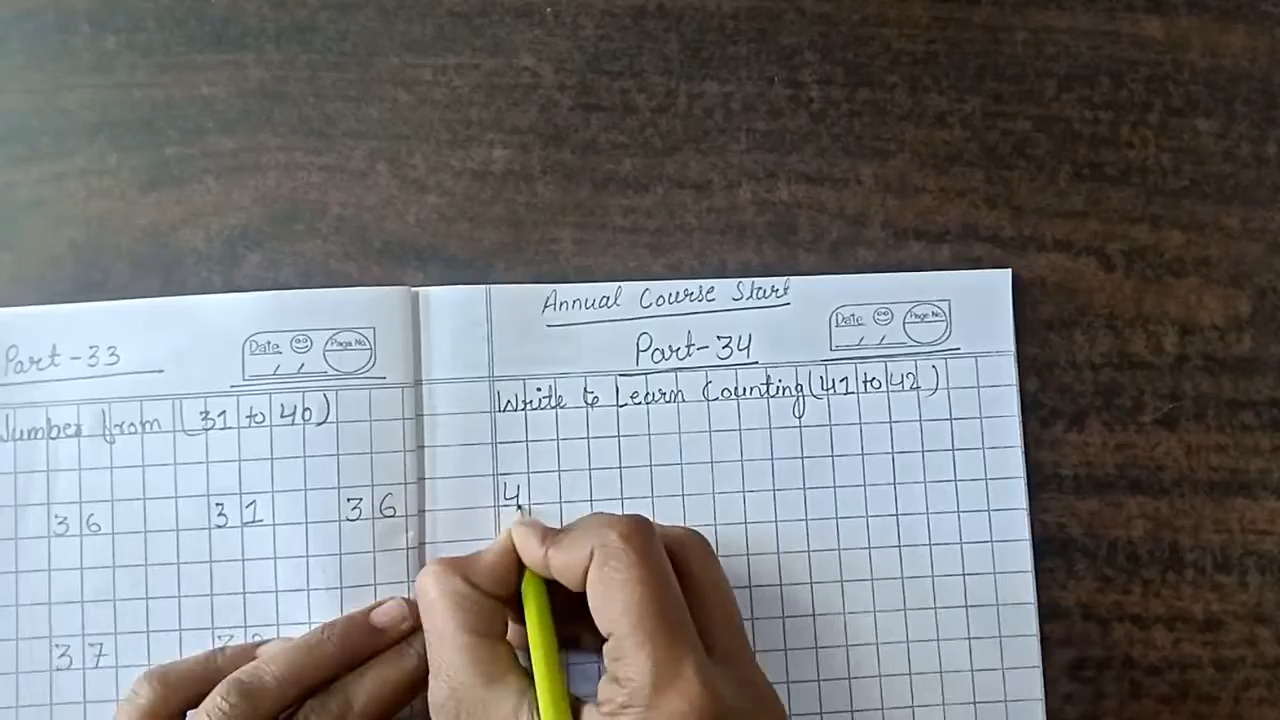 Part-33
Date
Page No.
Number from (31 to 40)
36 31 36
37
Annual Course Start
Part-34
Date
Page No.
Write to Learn Counting (41 to 42)
4